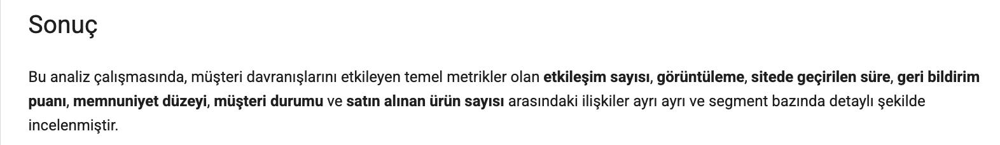 Sonuç
Bu analiz çalışmasında, müşteri davranışlarını etkileyen temel metrikler olan etkileşim sayısı, görüntüleme, sitede geçirilen süre, geri bildirim
puanı, memnuniyet düzeyi, müşteri durumu ve satın alınan ürün sayısı arasındaki ilişkiler ayrı ayrı ve segment bazında detaylı şekilde
incelenmiştir.